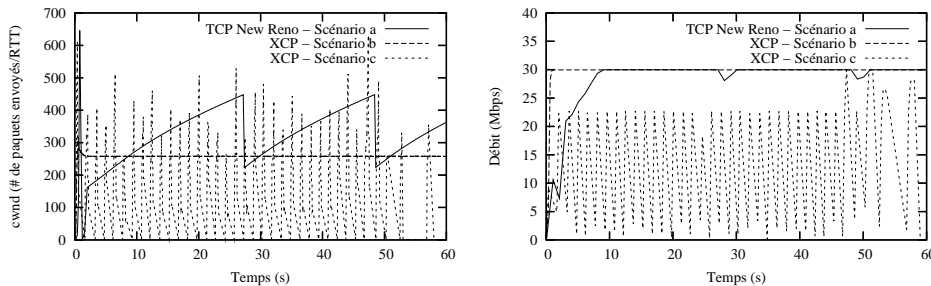 cwnd (# de paquets envoyés/RTT)
700
600
500
400
300
200
100
0
TCP New Reno – Scénario a
XCP – Scénario b
XCP – Scénario c
0 10 20 30 40 50 60
Temps (s)
Débit (Mbps)
40
35
30
25
20
15
10
5
0
TCP New Reno – Scénario a
XCP – Scénario b
XCP – Scénario c
0 10 20 30 40 50 60
Temps (s)